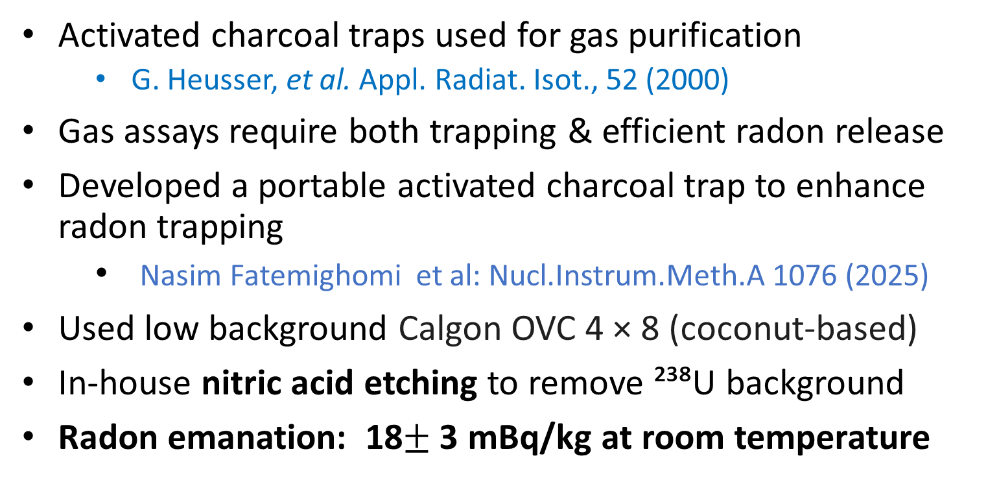 • Activated charcoal traps used for gas purification
• G. Heusser, et al. Appl. Radiat. Isot., 52 (2000)
• Gas assays require both trapping & efficient radon release
• Developed a portable activated charcoal trap to enhance
radon trapping
• Nasim Fatemighomi et al: Nucl.Instrum.Meth.A 1076 (2025)
• Used low background Calgon OVC 4 × 8 (coconut-based)
• In-house nitric acid etching to remove ²³⁸U background
• Radon emanation: 18± 3 mBq/kg at room temperature